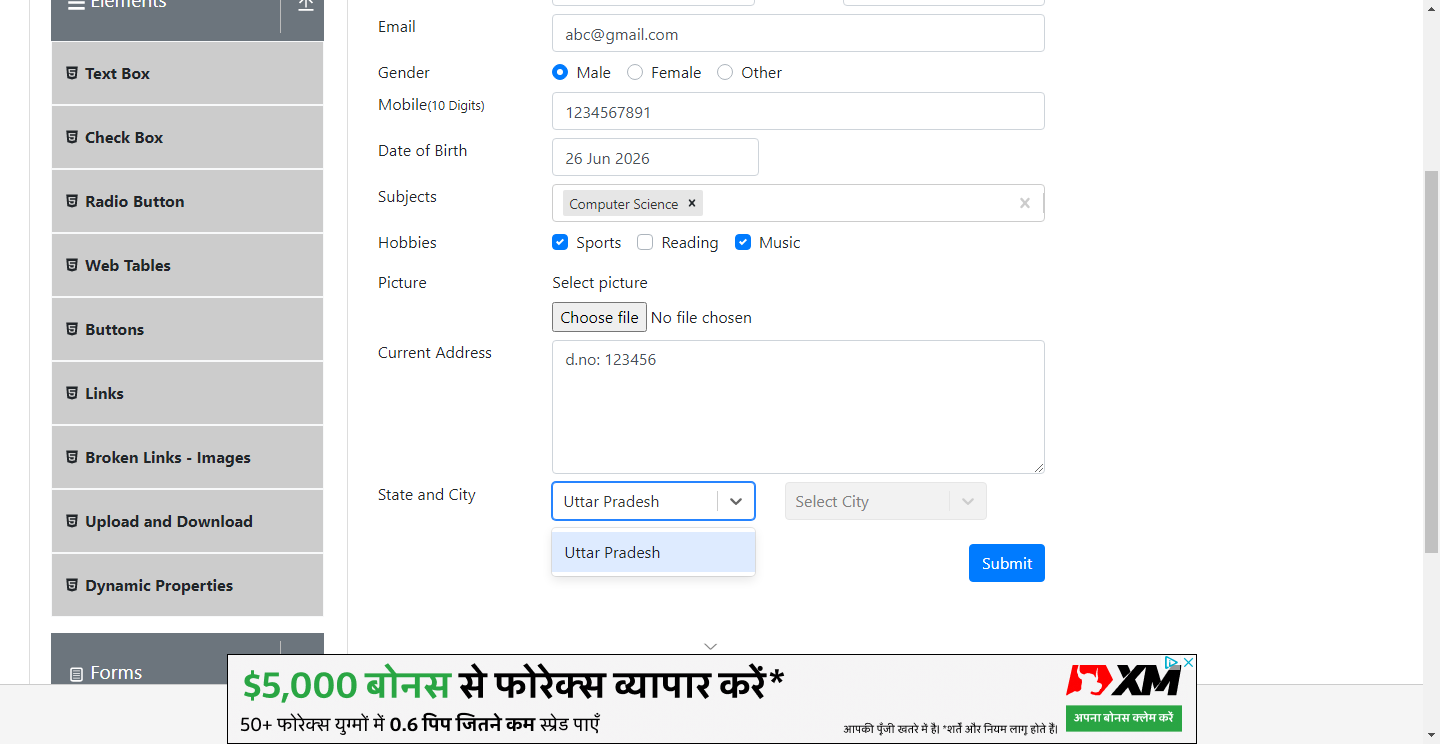 Elements
Text Box
Check Box
Radio Button
Web Tables
Buttons
Links
Broken Links - Images
Upload and Download
Dynamic Properties
Forms
Email
abc@gmail.com
Gender
Male Female Other
Mobile(10 Digits)
1234567891
Date of Birth
26 Jun 2026
Subjects
Computer Science ×
Hobbies
Sports Reading Music
Picture
Select picture
Choose file No file chosen
Current Address
d.no: 123456
State and City
Uttar Pradesh
Select City
Uttar Pradesh
Submit
$5,000 बोनस से फोरेक्स व्यापार करें*
50+ फोरेक्स युग्मों में 0.6 पिप जितने कम स्प्रेड पाएँ
आपकी पूँजी खतरे में है। *शर्तें और नियम लागू होते हैं।
XM
अपना बोनस क्लेम करें